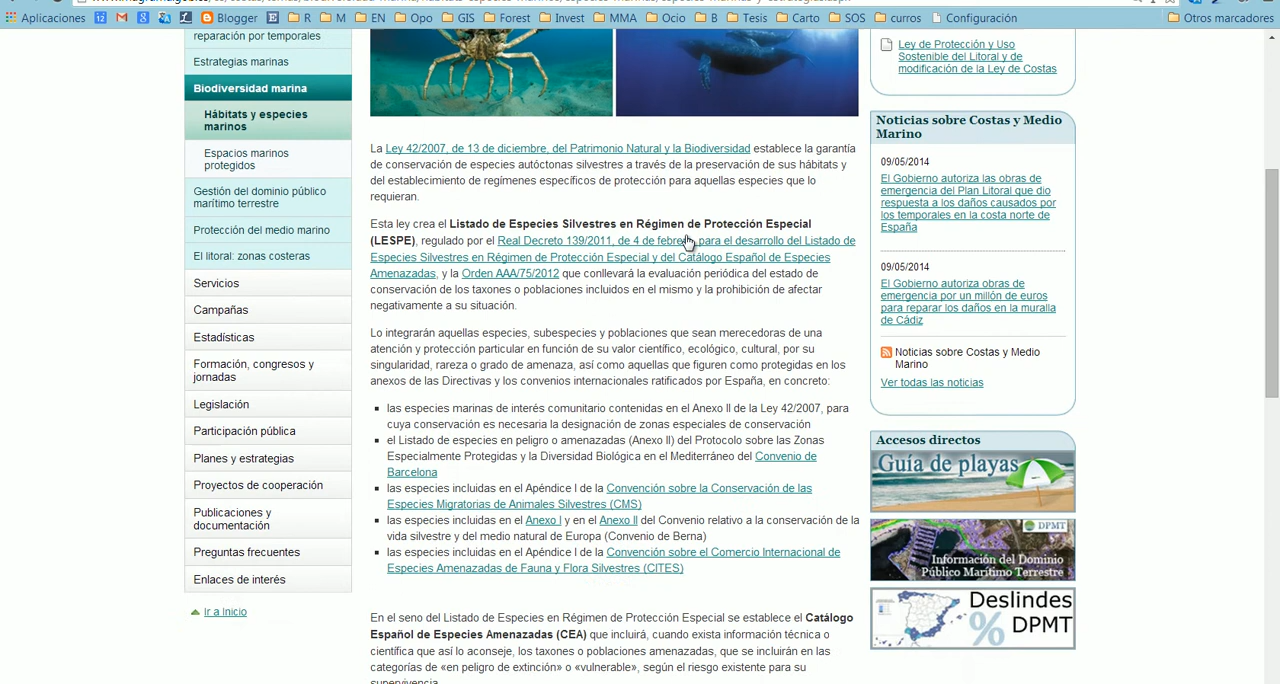 Aplicaciones
12
Blogger
R
M
EN
Opo
GIS
Forest
Invest
MMA
Ocio
B
Tesis
Carto
SOS
curros
Configuración
Otros marcadores
reparación por temporales
Estrategias marinas
Biodiversidad marina
Hábitats y especies
marinos
Espacios marinos
protegidos
Gestión del dominio público
marítimo terrestre
Protección del medio marino
El litoral: zonas costeras
Servicios
Campañas
Estadísticas
Formación, congresos y
jornadas
Legislación
Participación pública
Planes y estrategias
Proyectos de cooperación
Publicaciones y
documentación
Preguntas frecuentes
Enlaces de interés
Ir a Inicio
La Ley 42/2007, de 13 de diciembre, del Patrimonio Natural y la Biodiversidad establece la garantía
de conservación de especies autóctonas silvestres a través de la preservación de sus hábitats y
del establecimiento de regímenes específicos de protección para aquellas especies que lo
requieran.
Esta ley crea el Listado de Especies Silvestres en Régimen de Protección Especial
(LESPE), regulado por el Real Decreto 139/2011, de 4 de febrero, para el desarrollo del Listado de
Especies Silvestres en Régimen de Protección Especial y del Catálogo Español de Especies
Amenazadas, y la Orden AAA/75/2012 que conllevará la evaluación periódica del estado de
conservación de los taxones o poblaciones incluidos en el mismo y la prohibición de afectar
negativamente a su situación.
Lo integrarán aquellas especies, subespecies y poblaciones que sean merecedoras de una
atención y protección particular en función de su valor científico, ecológico, cultural, por su
singularidad, rareza o grado de amenaza, así como aquellas que figuren como protegidas en los
anexos de las Directivas y los convenios internacionales ratificados por España, en concreto:
las especies marinas de interés comunitario contenidas en el Anexo II de la Ley 42/2007, para
cuya conservación es necesaria la designación de zonas especiales de conservación
el Listado de especies en peligro o amenazadas (Anexo II) del Protocolo sobre las Zonas
Especialmente Protegidas y la Diversidad Biológica en el Mediterráneo del Convenio de
Barcelona
las especies incluidas en el Apéndice I de la Convención sobre la Conservación de las
Especies Migratorias de Animales Silvestres (CMS)
las especies incluidas en el Anexo I y en el Anexo II del Convenio relativo a la conservación de la
vida silvestre y del medio natural de Europa (Convenio de Berna)
las especies incluidas en el Apéndice I de la Convención sobre el Comercio Internacional de
Especies Amenazadas de Fauna y Flora Silvestres (CITES)
En el seno del Listado de Especies en Régimen de Protección Especial se establece el Catálogo
Español de Especies Amenazadas (CEA) que incluirá, cuando exista información técnica o
científica que así lo aconseje, los taxones o poblaciones amenazadas, que se incluirán en las
categorías de «en peligro de extinción» o «vulnerable», según el riesgo existente para su
supervivencia.
Ley de Protección y Uso
Sostenible del Litoral y de
modificación de la Ley de Costas
Noticias sobre Costas y Medio
Marino
09/05/2014
El Gobierno autoriza las obras de
emergencia del Plan Litoral que dio
respuesta a los daños causados por
los temporales en la costa norte de
España
09/05/2014
El Gobierno autoriza obras de
emergencia por un millón de euros
para reparar los daños en la muralla
de Cádiz
Noticias sobre Costas y Medio
Marino
Ver todas las noticias
Accesos directos
Guía de playas
DPMT
Información del Dominio
Público Marítimo Terrestre
Deslindes
% DPMT